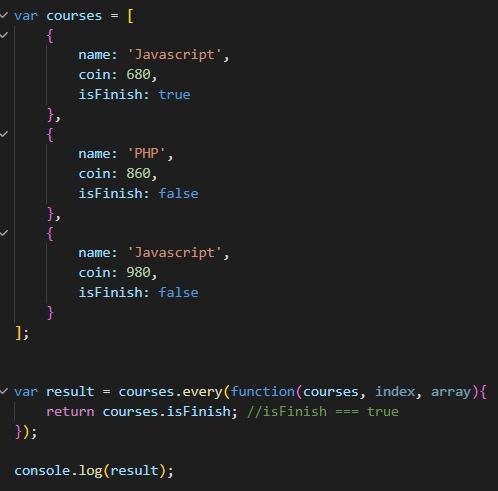 var courses = [
    {
        name: 'Javascript',
        coin: 680,
        isFinish: true
    },
    {
        name: 'PHP',
        coin: 860,
        isFinish: false
    },
    {
        name: 'Javascript',
        coin: 980,
        isFinish: false
    }
];
var result = courses.every(function(courses, index, array){
    return courses.isFinish; //isFinish === true
});
console.log(result);